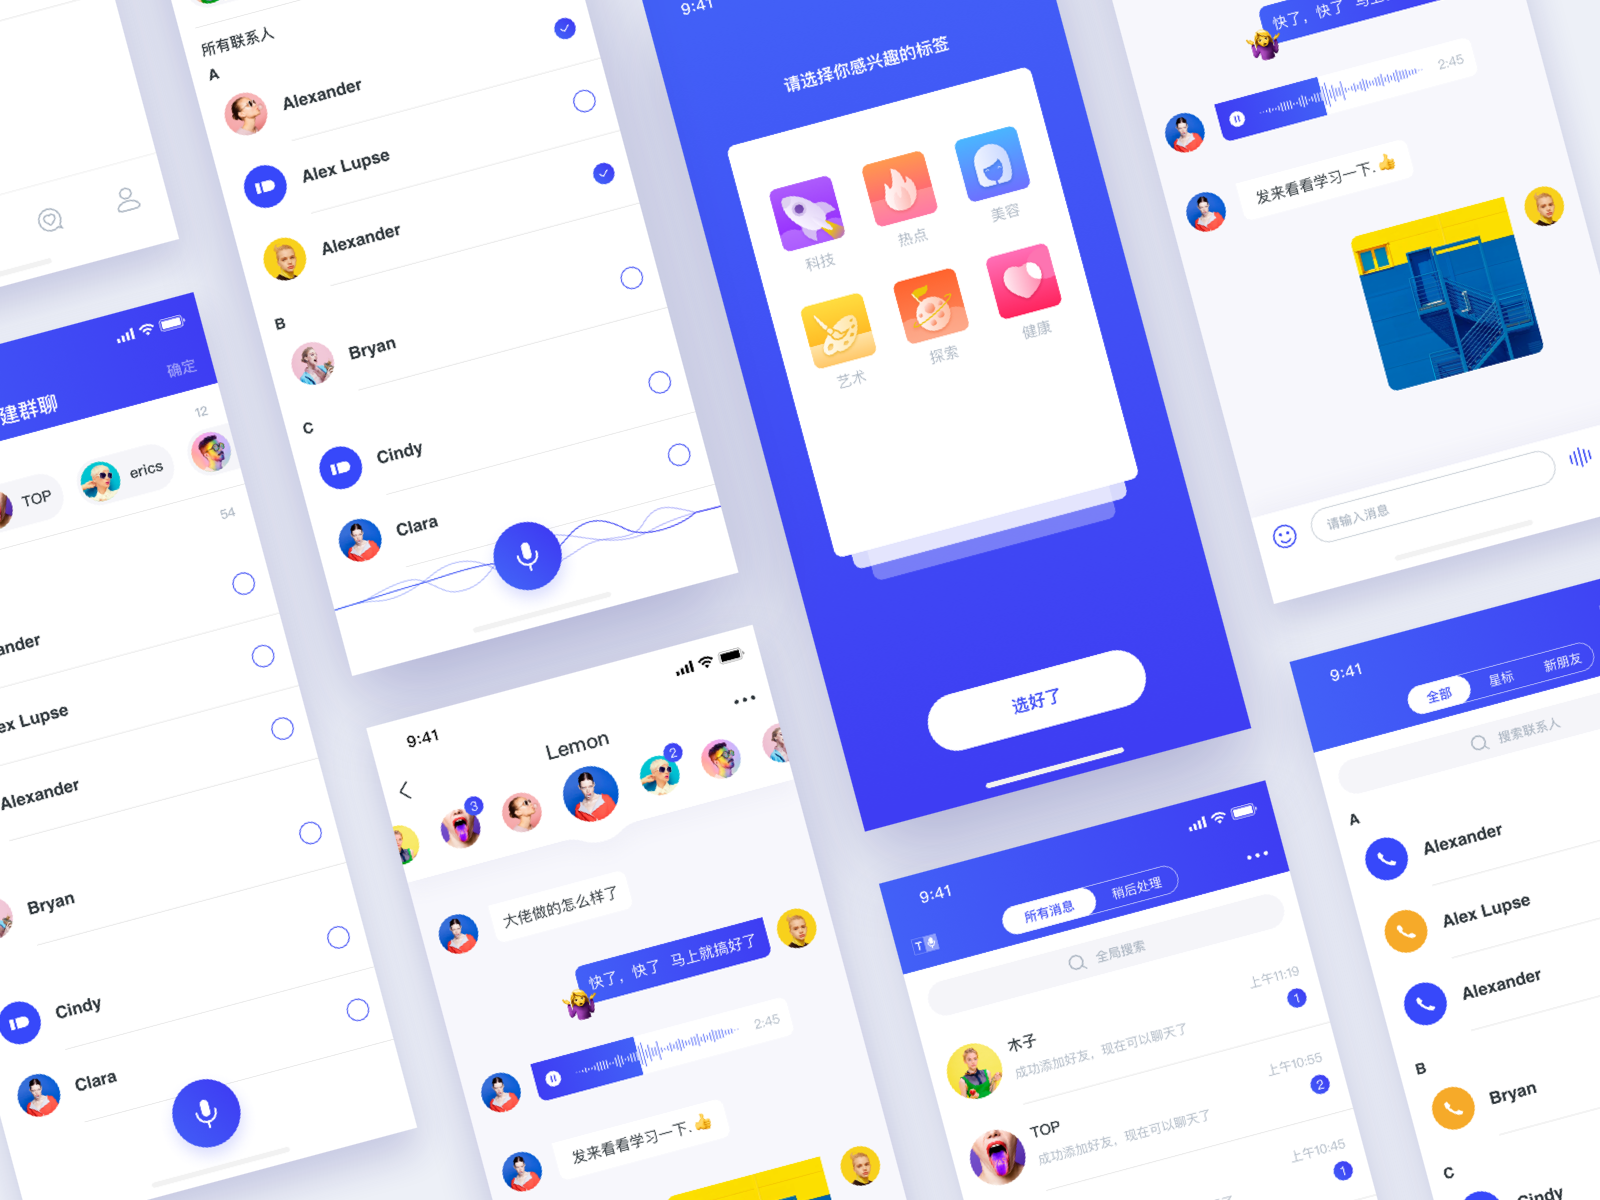 所有联系人
A
Alexander
Alex Lupse
Alexander
B
Bryan
C
Cindy
Clara
确定
建群聊
12
TOP
erics
54
ander
ex Lupse
Alexander
Bryan
Cindy
Clara
9:41
请选择你感兴趣的标签
科技
热点
美容
艺术
探索
健康
选好了
快了，快了 马上就
2:45
发来看看学习一下.
请输入消息
9:41
Lemon
3
2
大佬做的怎么样了
快了，快了 马上就搞好了
2:45
发来看看学习一下.
9:41
所有消息
稍后处理
T
全局搜索
木子
上午11:19
成功添加好友，现在可以聊天了
1
TOP
上午10:55
成功添加好友，现在可以聊天了
2
上午10:45
1
9:41
全部
星标
新朋友
搜索联系人
A
Alexander
Alex Lupse
Alexander
B
Bryan
C
Cindy